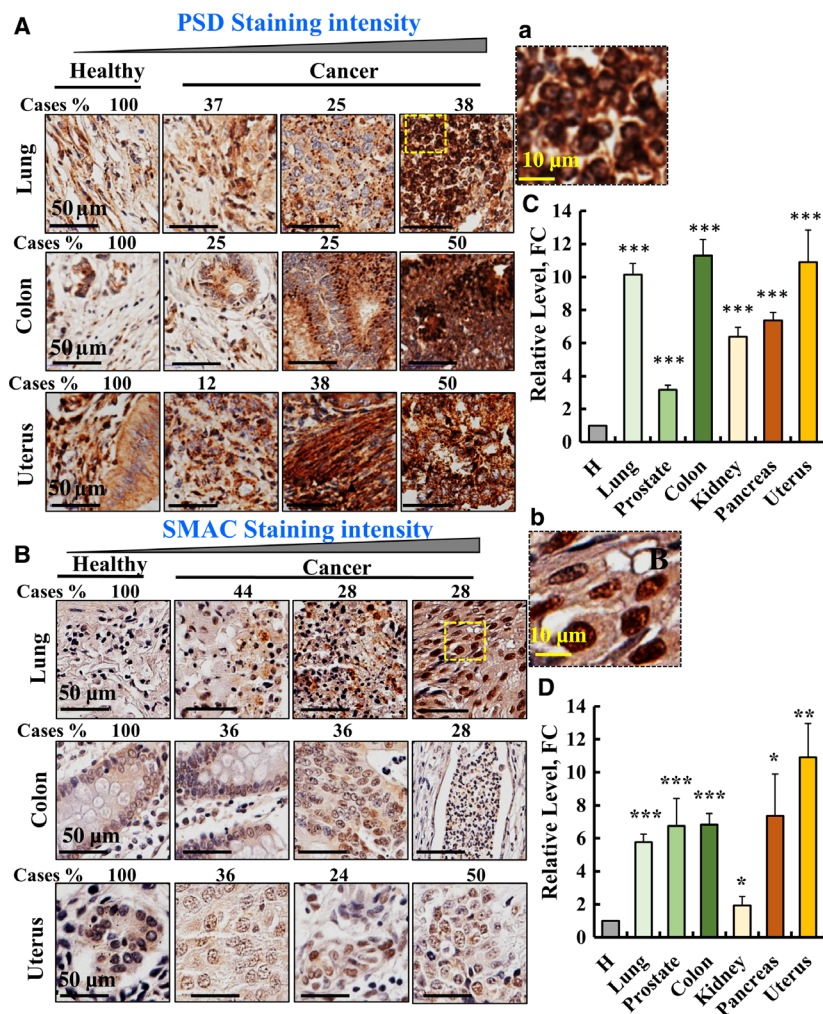 A
PSD Staining intensity
Healthy
Cancer
Cases % 100 37 25 38
Lung
50 µm
Cases % 100 25 25 50
Colon
50 µm
Cases % 100 12 38 50
Uterus
50 µm
a
10 µm
C
Relative Level, FC
14
12
10
8
6
4
2
0
***
***
***
***
***
***
H
Lung
Prostate
Colon
Kidney
Pancreas
Uterus
B
SMAC Staining intensity
Healthy
Cancer
Cases % 100 44 28 28
Lung
50 µm
Cases % 100 36 36 28
Colon
50 µm
Cases % 100 36 24 50
Uterus
50 µm
b
B
10 µm
D
Relative Level, FC
14
12
10
8
6
4
2
0
***
***
***
*
*
**
H
Lung
Prostate
Colon
Kidney
Pancreas
Uterus